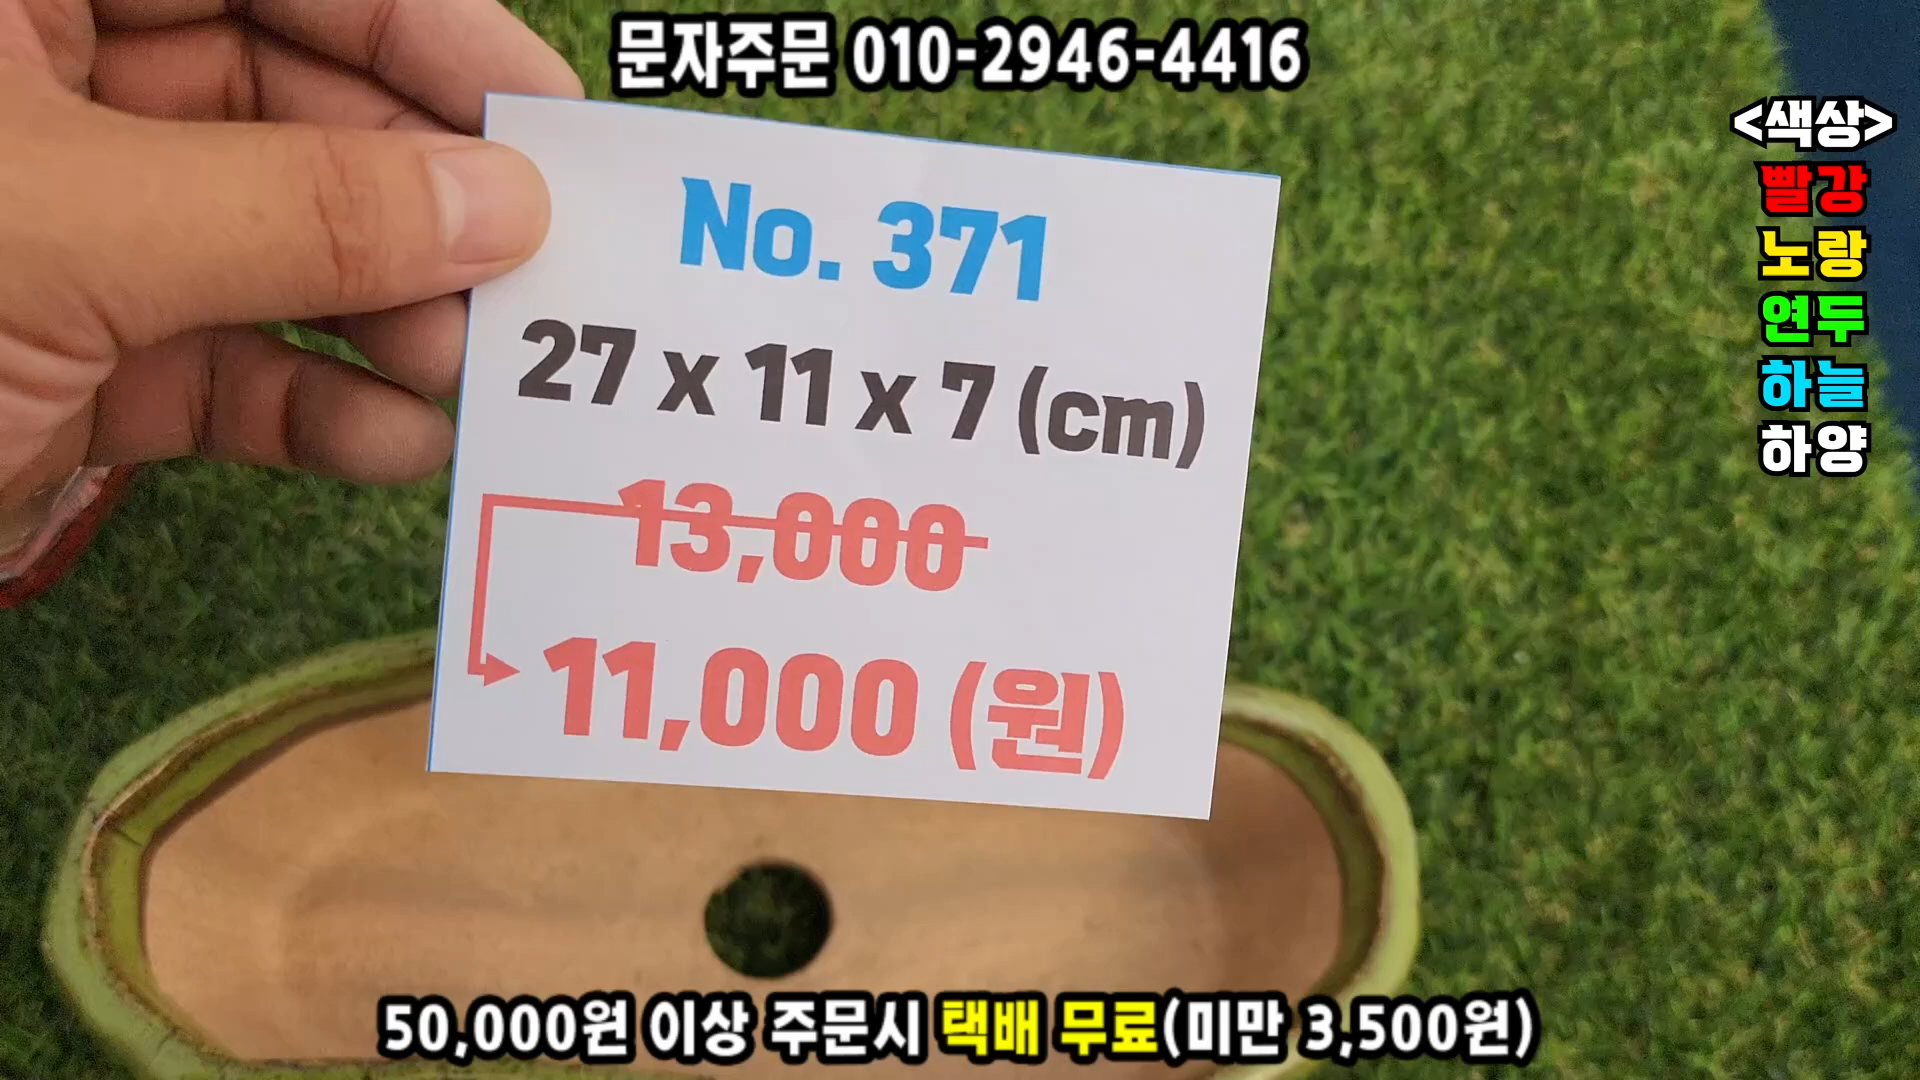 문자주문 010-2946-4416
<색상>
빨강
노랑
연두
하늘
하양
No. 371
27 x 11 x 7 (cm)
13,000
11,000 (원)
50,000원 이상 주문시 택배 무료(미만 3,500원)